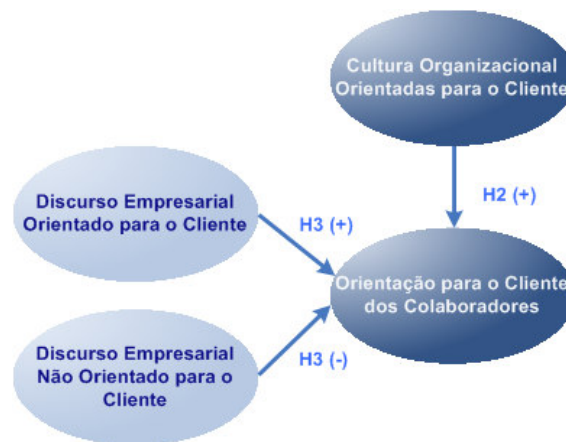 Cultura Organizacional
Orientadas para o Cliente
H2 (+)
Discurso Empresarial
Orientado para o Cliente
H3 (+)
Orientação para o Cliente
dos Colaboradores
Discurso Empresarial
Não Orientado para o
Cliente
H3 (-)